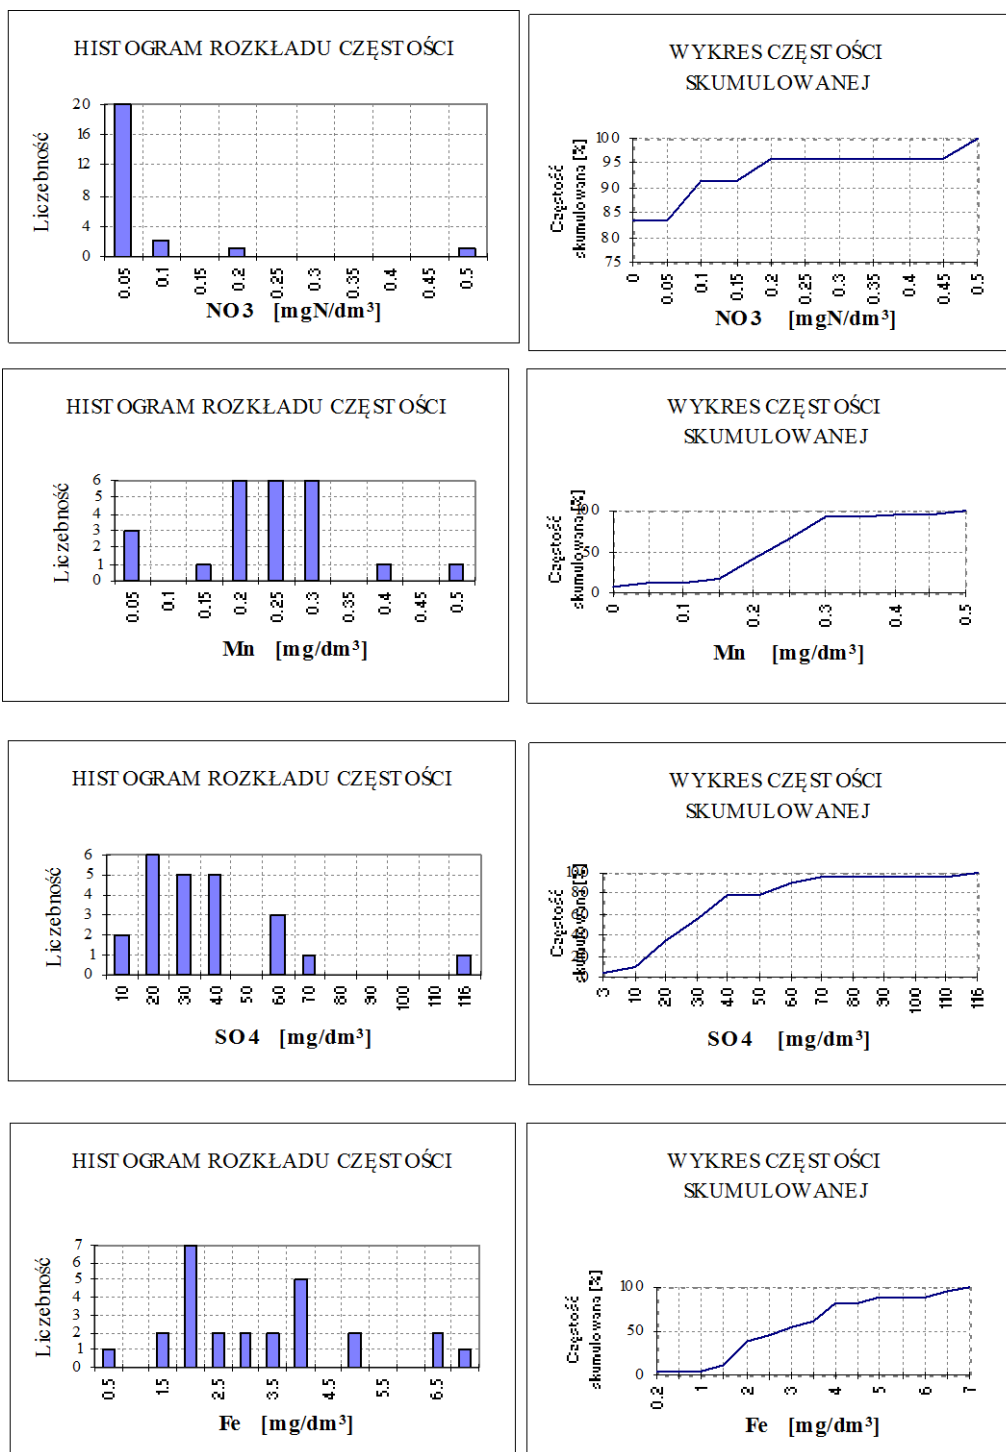 HISTOGRAM ROZKŁADU CZĘSTOŚCI
Liczebność
20
16
12
8
4
0
0.05 0.1 0.15 0.2 0.25 0.3 0.35 0.4 0.45 0.5
NO3 [mgN/dm³]
WYKRES CZĘSTOŚCI
SKUMULOWANEJ
Częstość
skumulowana [%]
100
95
90
85
80
75
0 0.05 0.1 0.15 0.2 0.25 0.3 0.35 0.4 0.45 0.5
NO3 [mgN/dm³]
HISTOGRAM ROZKŁADU CZĘSTOŚCI
Liczebność
6
5
4
3
2
1
0
0.05 0.1 0.15 0.2 0.25 0.3 0.35 0.4 0.45 0.5
Mn [mg/dm³]
WYKRES CZĘSTOŚCI
SKUMULOWANEJ
Częstość
skumulowana [%]
100
50
0
0 0.1 0.2 0.3 0.4 0.5
Mn [mg/dm³]
HISTOGRAM ROZKŁADU CZĘSTOŚCI
Liczebność
6
5
4
3
2
1
0
10 20 30 40 60 70 80 90 100 110 116
SO4 [mg/dm³]
WYKRES CZĘSTOŚCI
SKUMULOWANEJ
Częstość
skumulowana [%]
100
80
60
40
20
0
3 10 20 30 40 50 60 70 80 90 100 110 116
SO4 [mg/dm³]
HISTOGRAM ROZKŁADU CZĘSTOŚCI
Liczebność
7
6
5
4
3
2
1
0
0.5 1.5 2.5 3.5 4.5 5.5 6.5
Fe [mg/dm³]
WYKRES CZĘSTOŚCI
SKUMULOWANEJ
Częstość
skumulowana [%]
100
50
0
0.2 1 2 3 4 5 6 7
Fe [mg/dm³]